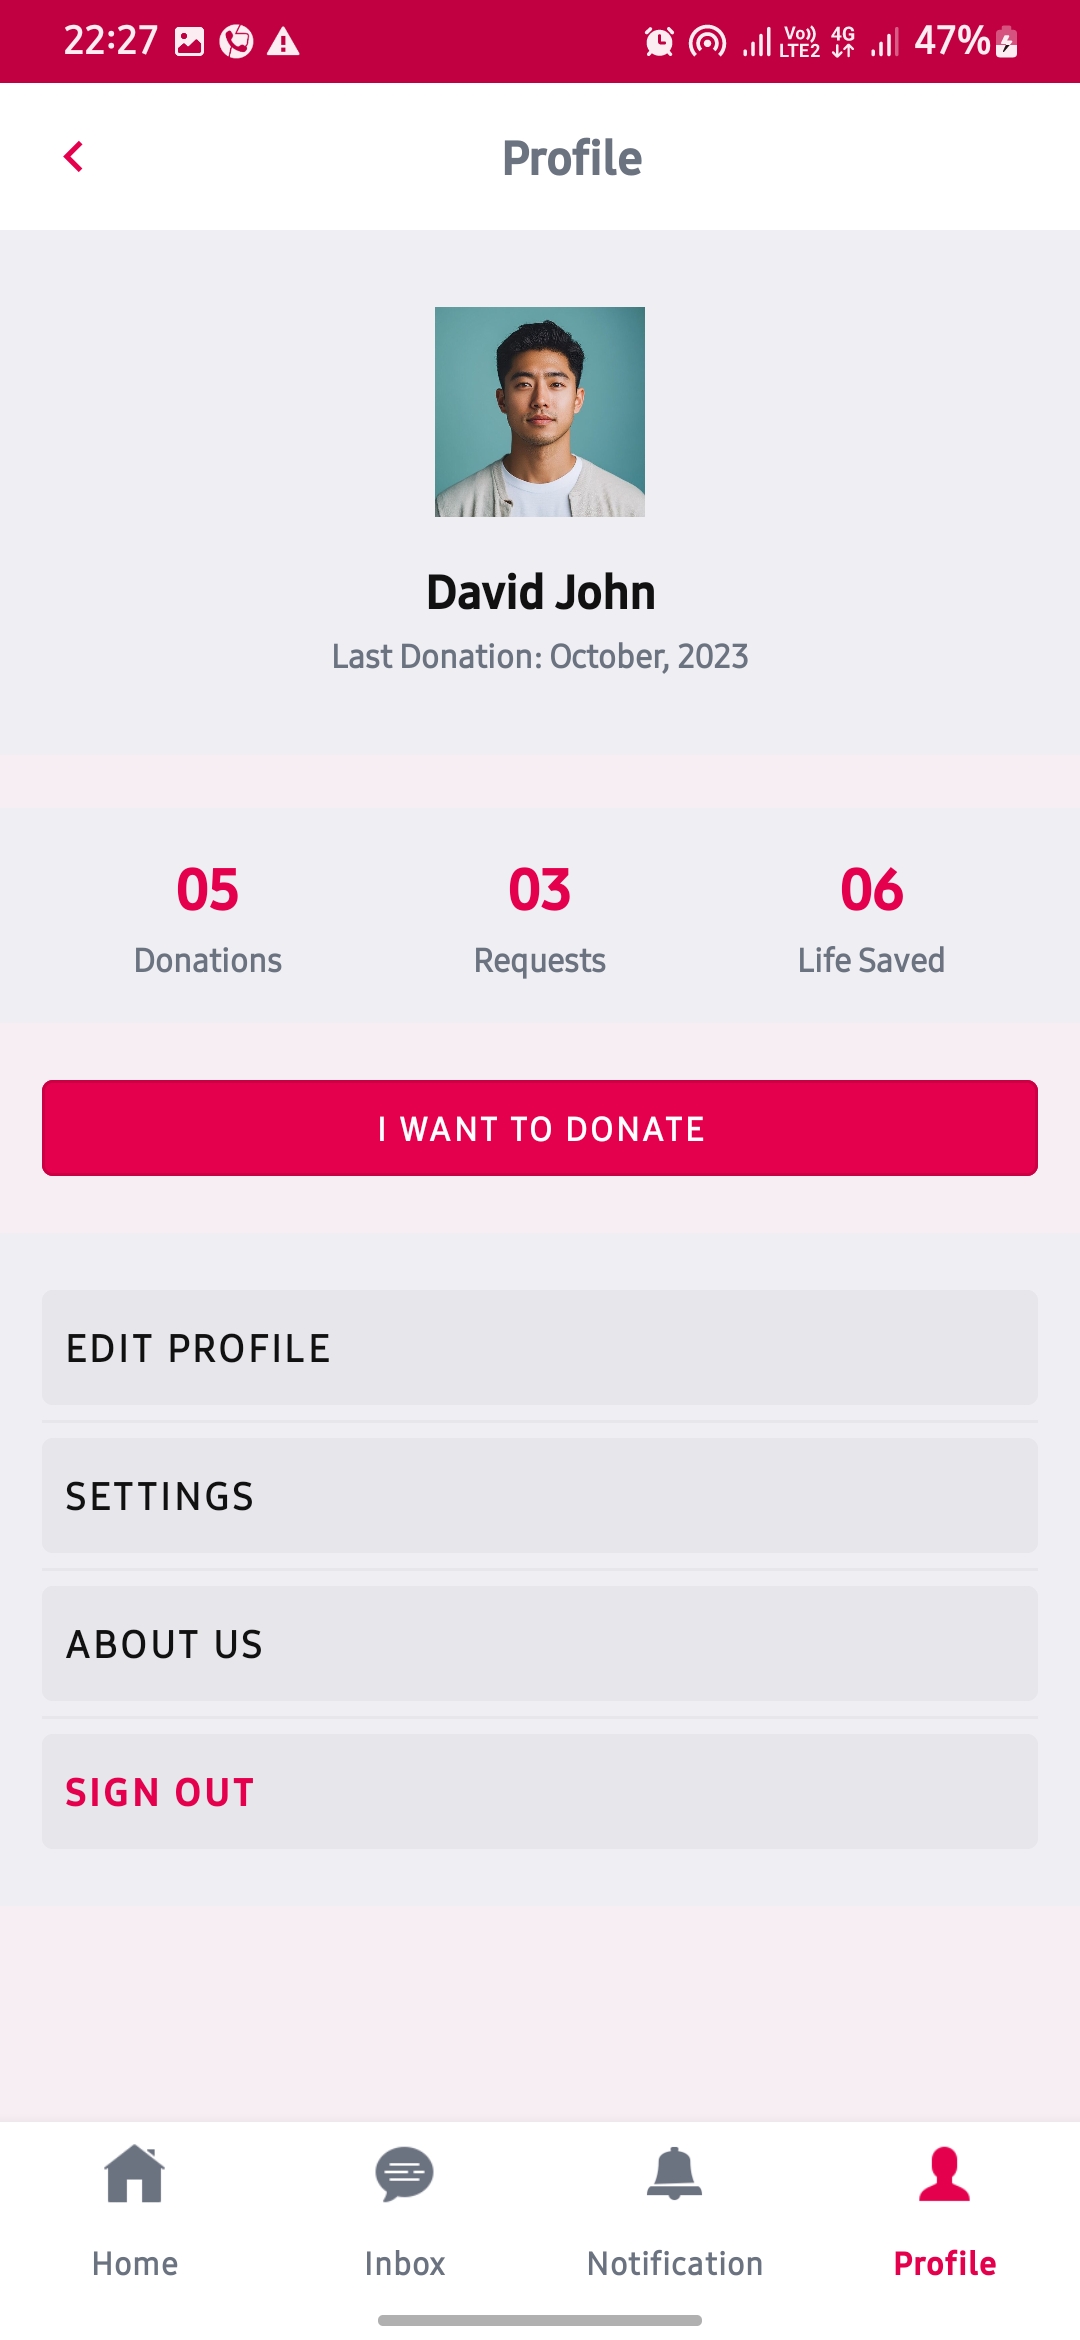 22:27
Vo)) LTE2 4G 47%
Profile
David John
Last Donation: October, 2023
05 03 06
Donations Requests Life Saved
I WANT TO DONATE
EDIT PROFILE
SETTINGS
ABOUT US
SIGN OUT
Home Inbox Notification Profile